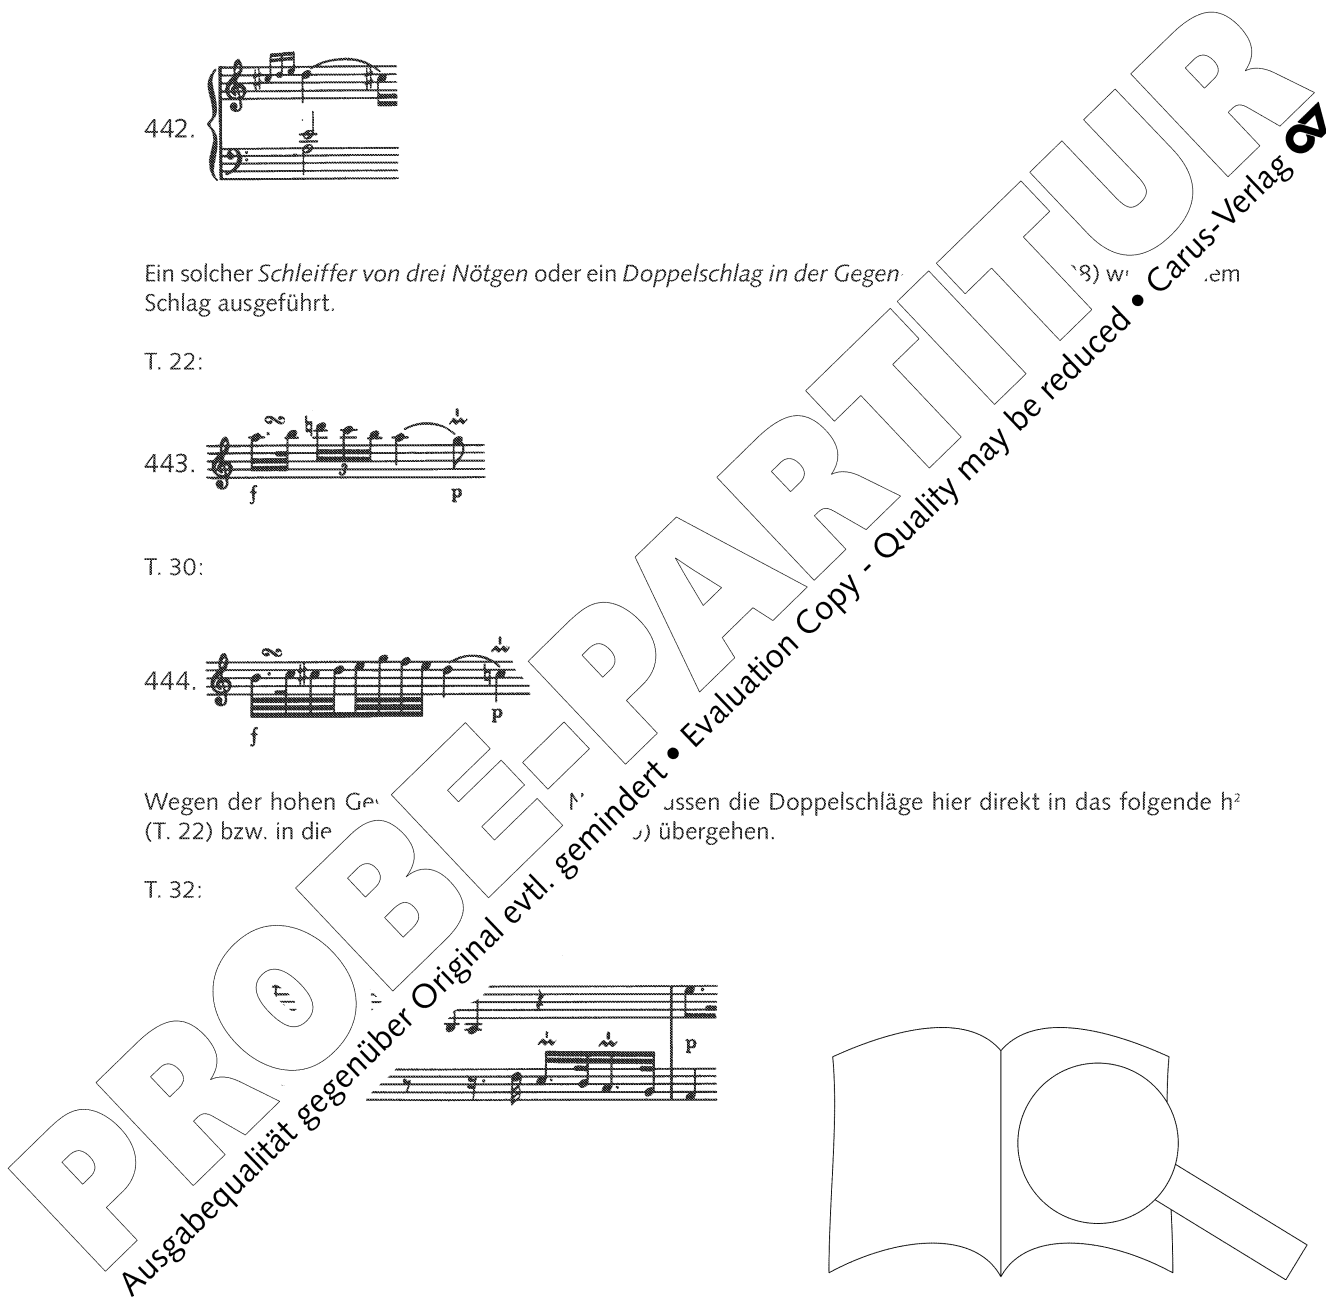 442.
Ein solcher Schleiffer von drei Nötgen oder ein Doppelschlag in der Gegen 8) w em
Schlag ausgeführt.
T. 22:
443.
3
f p
T. 30:
444.
p
f
Wegen der hohen Ge ussen die Doppelschläge hier direkt in das folgende h²
(T. 22) bzw. in die ) übergehen.
T. 32:
p
PROBE-PARTITUR
Ausgabequalität gegenüber Original evtl. gemindert • Evaluation Copy - Quality may be reduced • Carus-Verlag